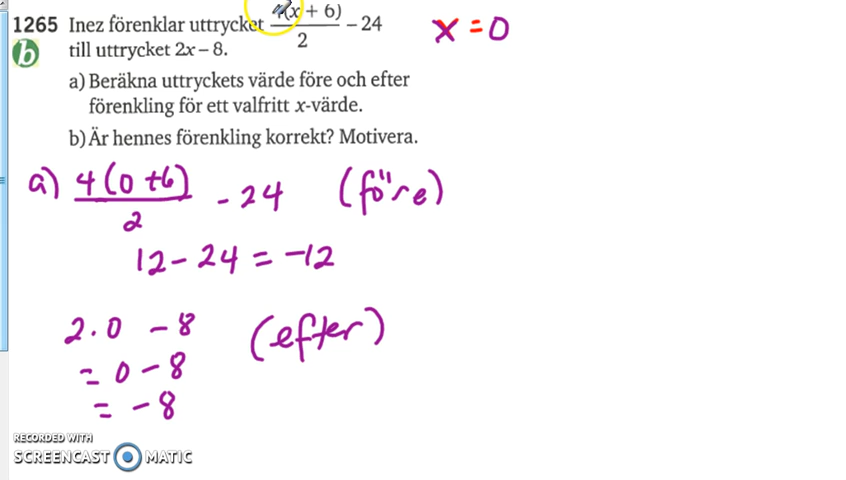 1265 Inez förenklar uttrycket 4(x + 6)/2 – 24
till uttrycket 2x – 8.
b
a) Beräkna uttryckets värde före och efter
förenkling för ett valfritt x-värde.
b) Är hennes förenkling korrekt? Motivera.
x = 0
a) 4(0+6)/2 - 24 (före)
12 - 24 = -12
2·0 - 8 (efter)
= 0 - 8
= - 8
RECORDED WITH
SCREENCAST MATIC